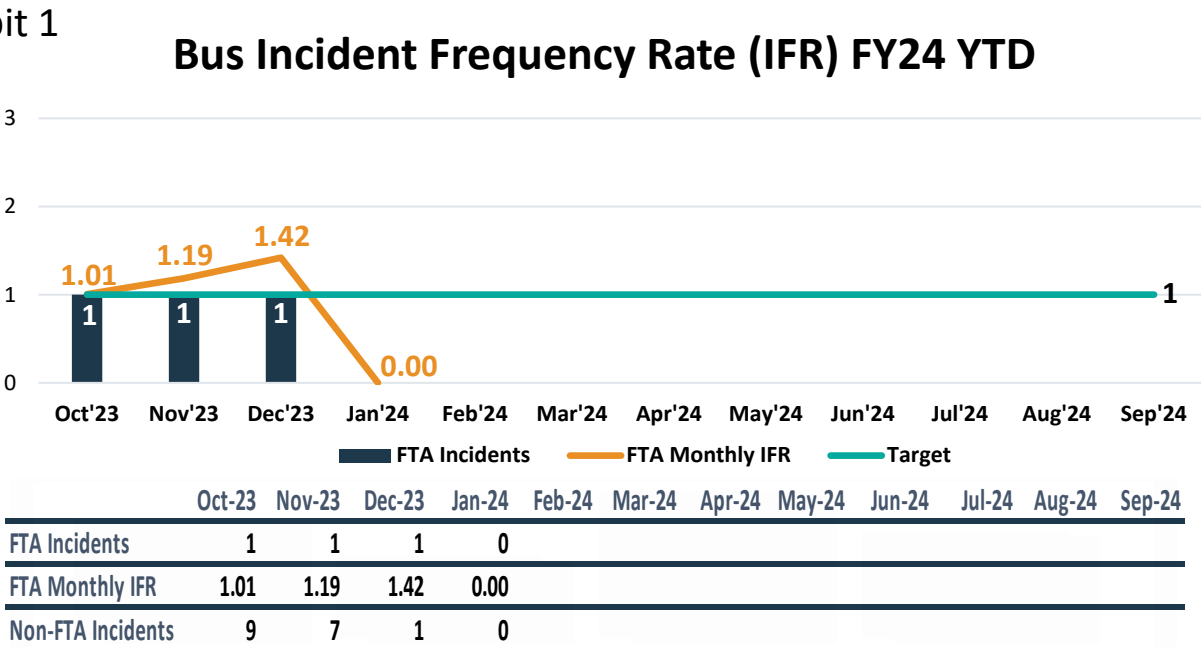 bit 1
Bus Incident Frequency Rate (IFR) FY24 YTD
3
2
1
0
1.01
1.19
1.42
0.00
1
1
1
1
Oct'23 Nov'23 Dec'23 Jan'24 Feb'24 Mar'24 Apr'24 May'24 Jun'24 Jul'24 Aug'24 Sep'24
FTA Incidents FTA Monthly IFR Target
Oct-23 Nov-23 Dec-23 Jan-24 Feb-24 Mar-24 Apr-24 May-24 Jun-24 Jul-24 Aug-24 Sep-24
FTA Incidents 1 1 1 0
FTA Monthly IFR 1.01 1.19 1.42 0.00
Non-FTA Incidents 9 7 1 0